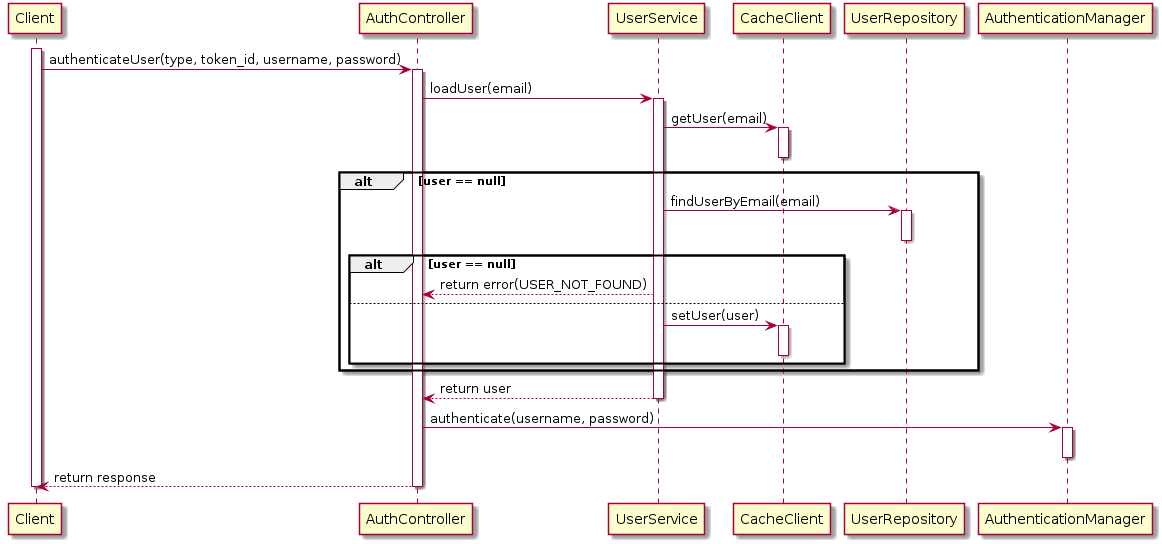 Client
AuthController
UserService
CacheClient
UserRepository
AuthenticationManager
authenticateUser(type, token_id, username, password)
loadUser(email)
getUser(email)
alt
[user == null]
findUserByEmail(email)
alt
[user == null]
return error(USER_NOT_FOUND)
setUser(user)
return user
authenticate(username, password)
return response
Client
AuthController
UserService
CacheClient
UserRepository
AuthenticationManager